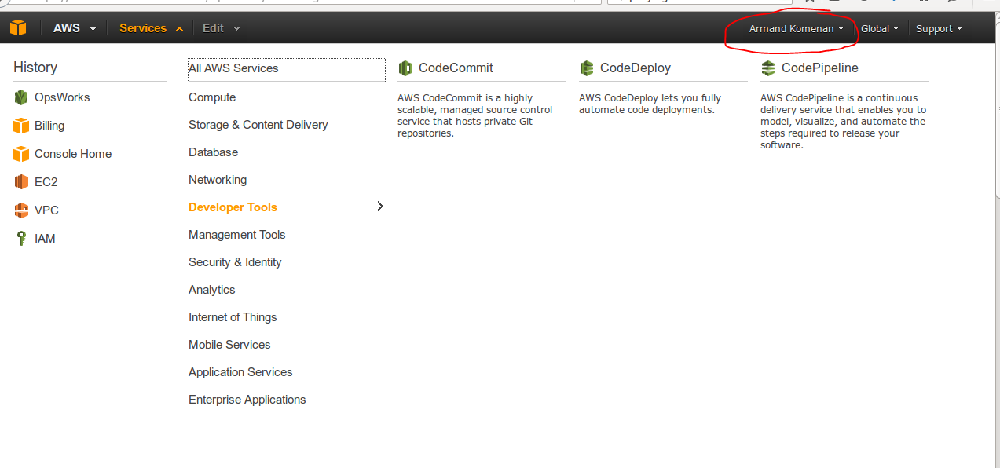 AWS Services Edit Armand Komenan Global Support
History
OpsWorks
Billing
Console Home
EC2
VPC
IAM
All AWS Services
Compute
Storage & Content Delivery
Database
Networking
Developer Tools
Management Tools
Security & Identity
Analytics
Internet of Things
Mobile Services
Application Services
Enterprise Applications
CodeCommit
AWS CodeCommit is a highly
scalable, managed source control
service that hosts private Git
repositories.
CodeDeploy
AWS CodeDeploy lets you fully
automate code deployments.
CodePipeline
AWS CodePipeline is a continuous
delivery service that enables you to
model, visualize, and automate the
steps required to release your
software.